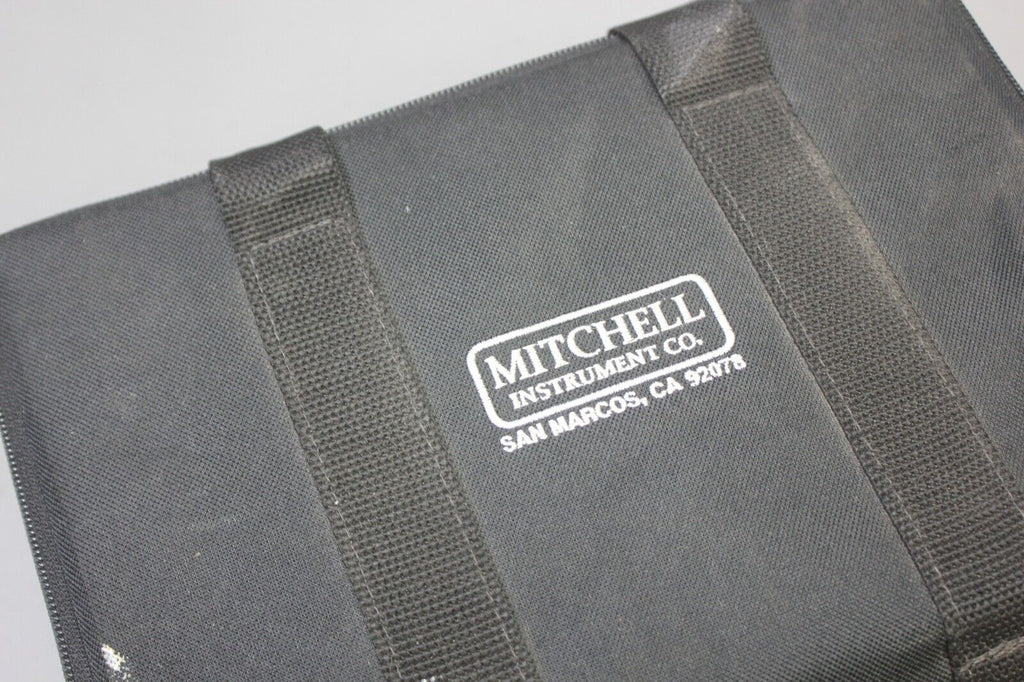 MITCHELL
INSTRUMENT CO.
SAN MARCOS, CA 92078